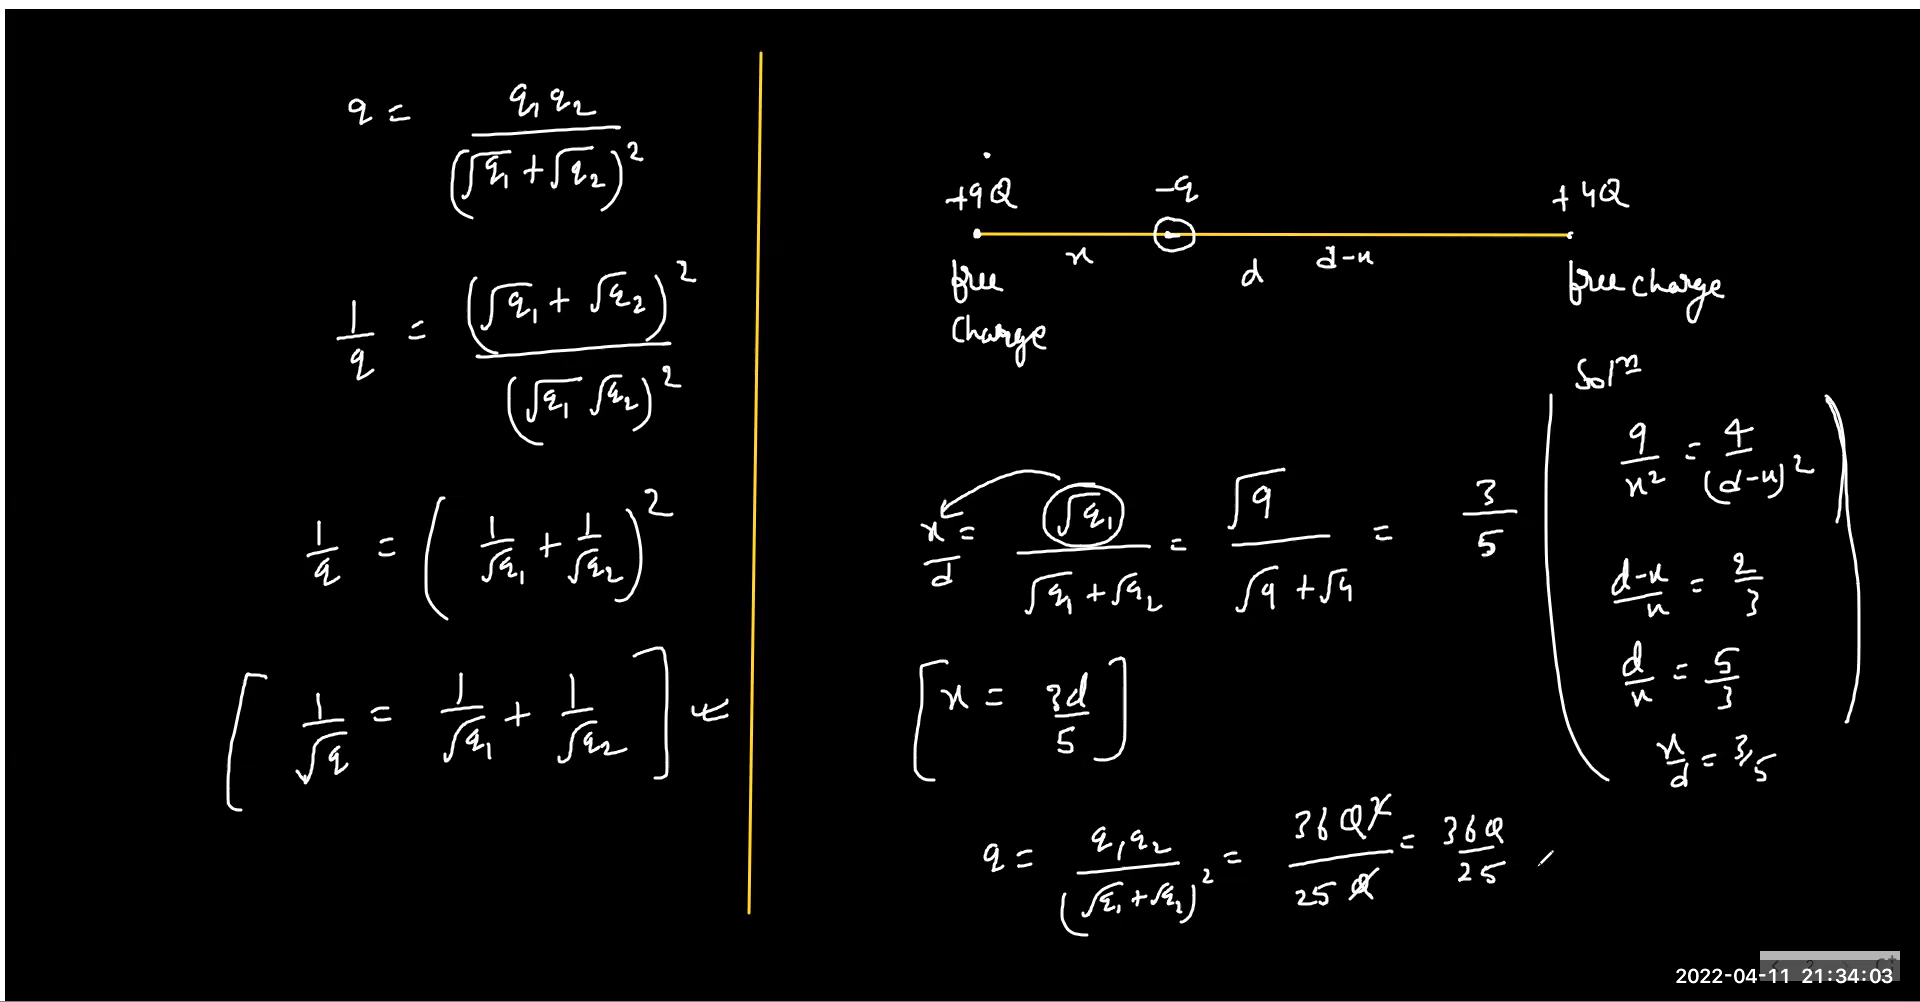 q = q₁ q₂ / (√q₁ + √q₂)²
1/q = (√q₁ + √q₂)² / (√q₁ √q₂)²
1/q = (1/√q₁ + 1/√q₂)²
[1/√q = 1/√q₁ + 1/√q₂]
+9Q -q +4Q
x d d-x
free charge
free charge
Solⁿ
9/x² = 4/(d-x)²
d-x/x = 2/3
d/x = 5/3
x/d = 3/5
x/d = √q₁ / √q₁ + √q₂ = √9 / √9 + √4 = 3/5
[x = 3d/5]
q = q₁q₂ / (√q₁ + √q₂)² = 36Q² / 25Q = 36Q / 25
2022-04-11 21:34:03